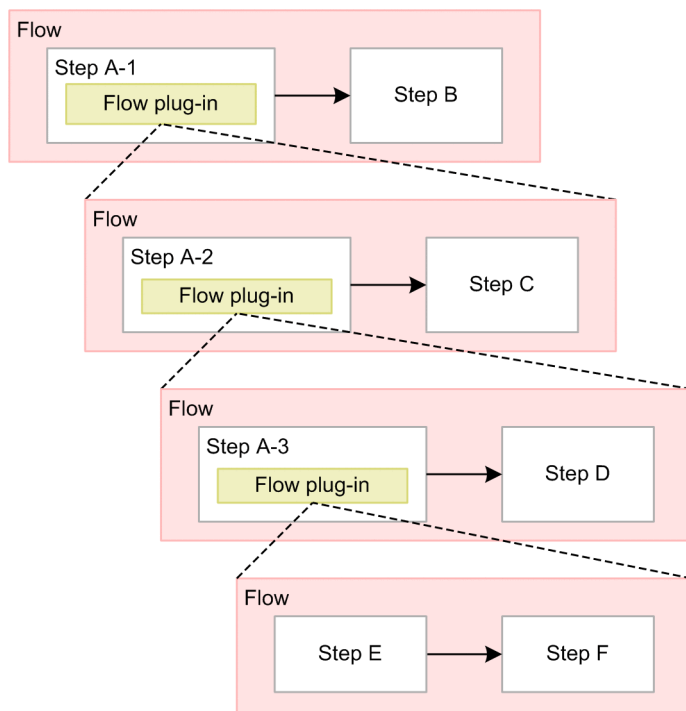 Flow
Step A-1
Flow plug-in
Step B
Flow
Step A-2
Flow plug-in
Step C
Flow
Step A-3
Flow plug-in
Step D
Flow
Step E
Step F